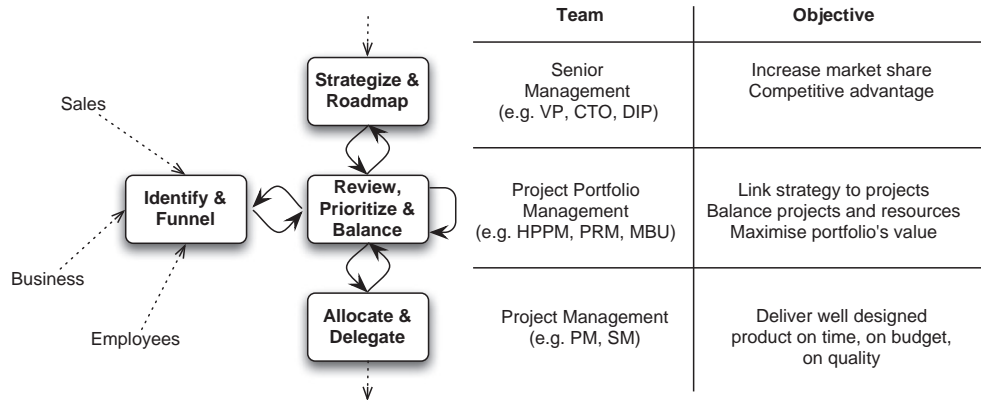 Team
Objective
Strategize &
Roadmap
Senior
Management
(e.g. VP, CTO, DIP)
Increase market share
Competitive advantage
Sales
Identify &
Funnel
Review,
Prioritize &
Balance
Project Portfolio
Management
(e.g. HPPM, PRM, MBU)
Link strategy to projects
Balance projects and resources
Maximise portfolio's value
Business
Employees
Allocate &
Delegate
Project Management
(e.g. PM, SM)
Deliver well designed
product on time, on budget,
on quality